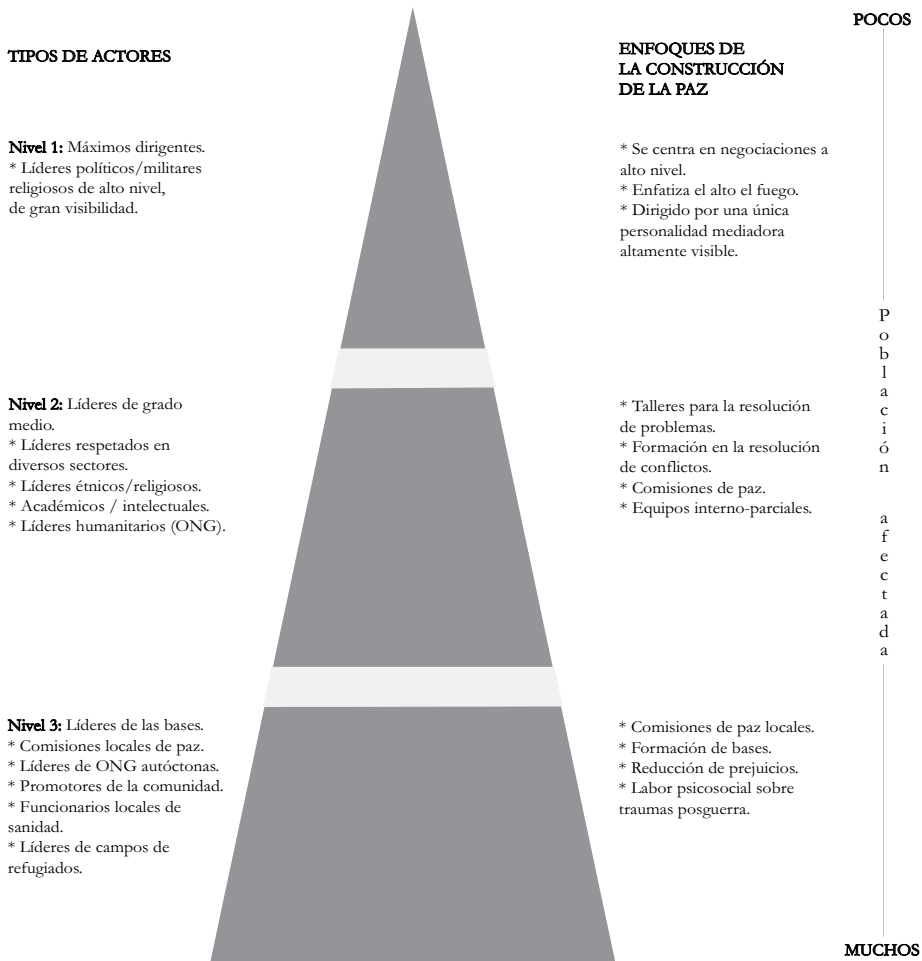 TIPOS DE ACTORES
Nivel 1: Máximos dirigentes.
* Líderes políticos/militares
religiosos de alto nivel,
de gran visibilidad.
Nivel 2: Líderes de grado
medio.
* Líderes respetados en
diversos sectores.
* Líderes étnicos/religiosos.
* Académicos / intelectuales.
* Líderes humanitarios (ONG).
Nivel 3: Líderes de las bases.
* Comisiones locales de paz.
* Líderes de ONG autóctonas.
* Promotores de la comunidad.
* Funcionarios locales de
sanidad.
* Líderes de campos de
refugiados.
ENFOQUES DE
LA CONSTRUCCIÓN
DE LA PAZ
* Se centra en negociaciones a
alto nivel.
* Enfatiza el alto el fuego.
* Dirigido por una única
personalidad mediadora
altamente visible.
* Talleres para la resolución
de problemas.
* Formación en la resolución
de conflictos.
* Comisiones de paz.
* Equipos interno-parciales.
* Comisiones de paz locales.
* Formación de bases.
* Reducción de prejuicios.
* Labor psicosocial sobre
traumas posguerra.
POCOS
Población afectada
MUCHOS